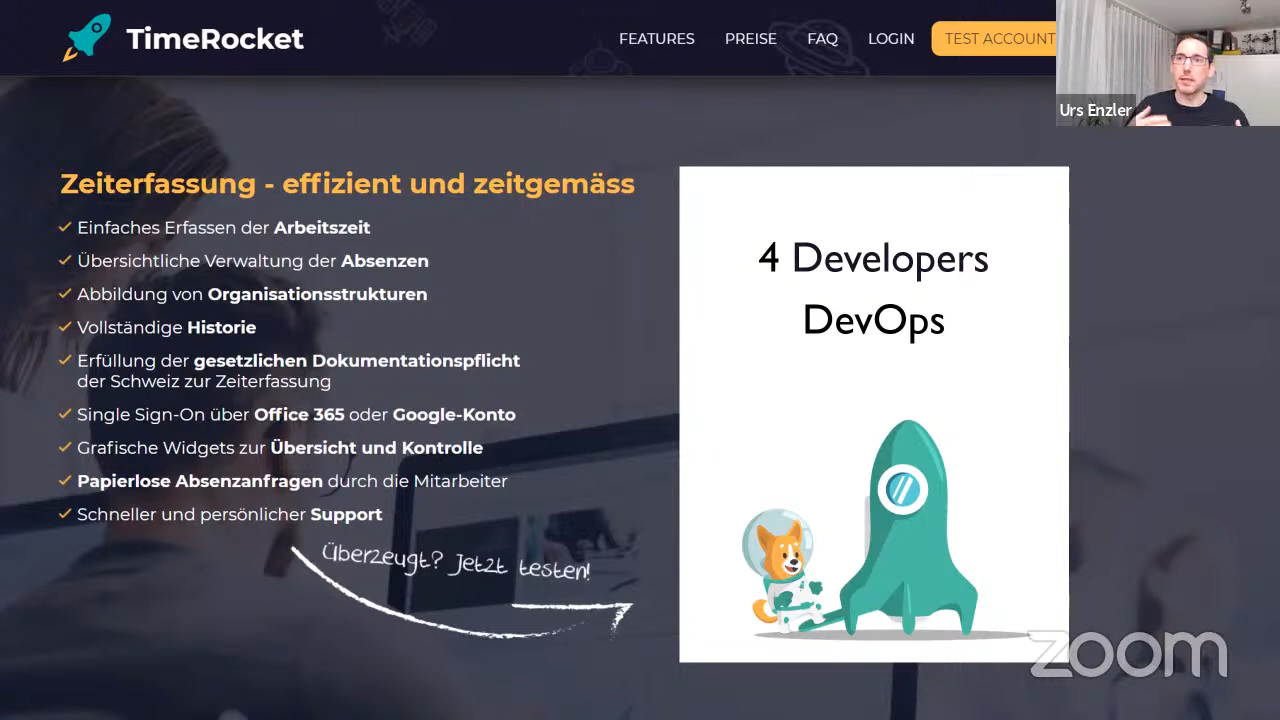 TimeRocket
FEATURES
PREISE
FAQ
LOGIN
TEST ACCOUNT
Urs Enzler
Zeiterfassung - effizient und zeitgemäss
Einfaches Erfassen der Arbeitszeit
Übersichtliche Verwaltung der Absenzen
Abbildung von Organisationsstrukturen
Vollständige Historie
Erfüllung der gesetzlichen Dokumentationspflicht
der Schweiz zur Zeiterfassung
Single Sign-On über Office 365 oder Google-Konto
Grafische Widgets zur Übersicht und Kontrolle
Papierlose Absenzanfragen durch die Mitarbeiter
Schneller und persönlicher Support
Überzeugt? Jetzt testen!
4 Developers
DevOps
zoom